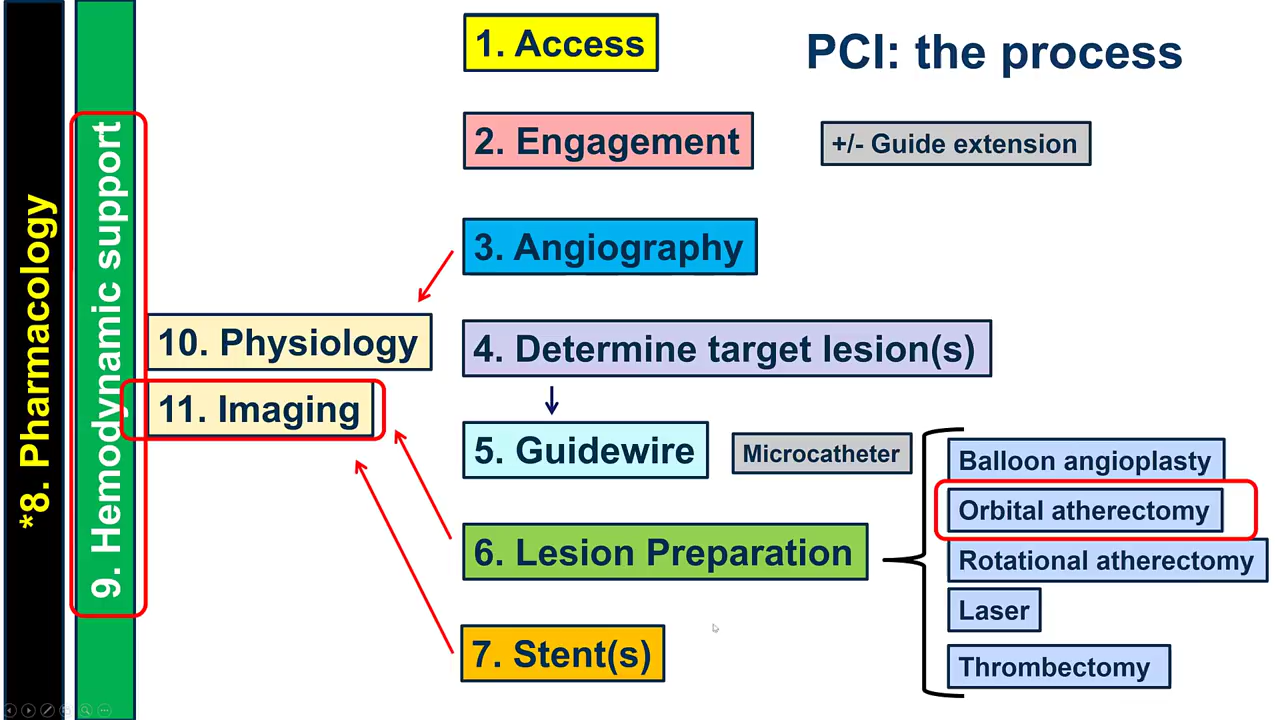 *8. Pharmacology
9. Hemodynamic support
PCI: the process
1. Access
2. Engagement
+/- Guide extension
3. Angiography
10. Physiology
4. Determine target lesion(s)
11. Imaging
5. Guidewire
Microcatheter
6. Lesion Preparation
Balloon angioplasty
Orbital atherectomy
Rotational atherectomy
Laser
Thrombectomy
7. Stent(s)